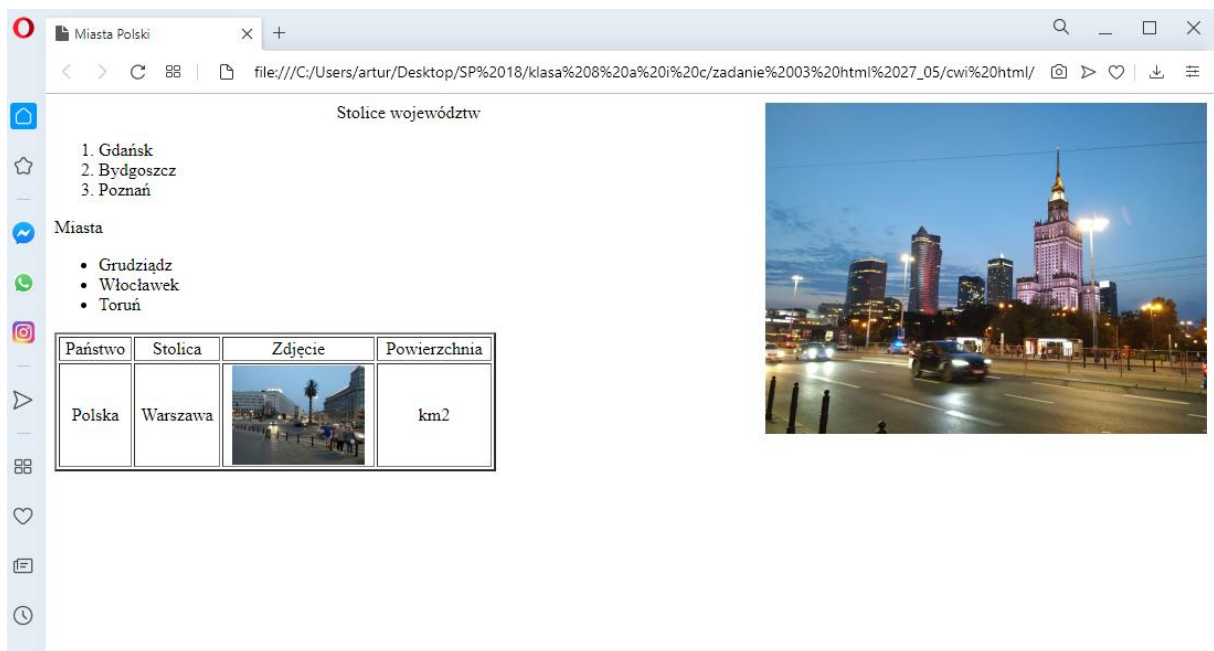 Miasta Polski
file:///C:/Users/artur/Desktop/SP%2018/klasa%208%20a%20i%20c/zadanie%2003%20html%2027_05/cwi%20html/
Stolice województw
1. Gdańsk
2. Bydgoszcz
3. Poznań
Miasta
• Grudziądz
• Włocławek
• Toruń
Państwo Stolica Zdjęcie Powierzchnia
Polska Warszawa km2